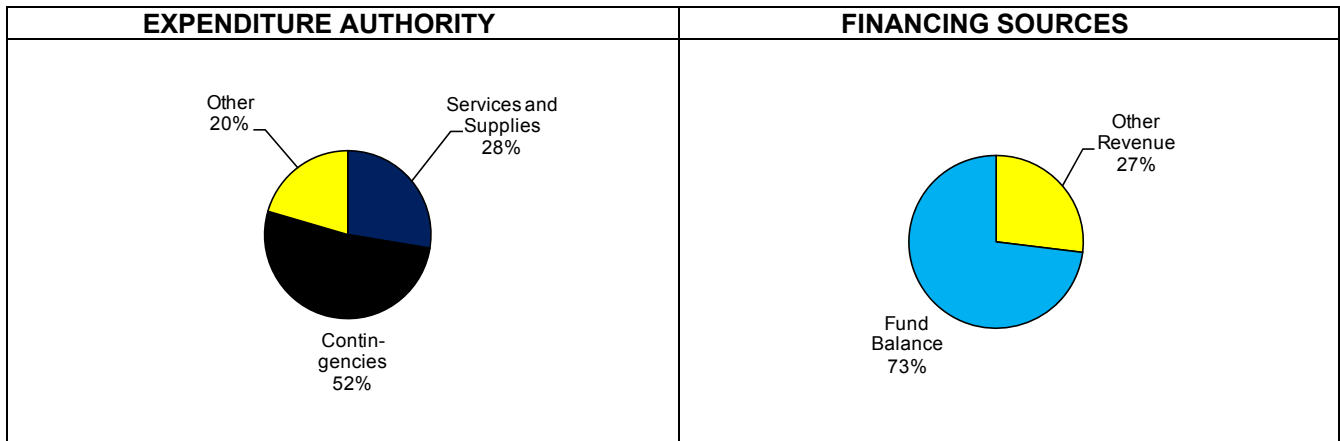 EXPENDITURE AUTHORITY
Other
20%
Services and
Supplies
28%
Contin-
gencies
52%
FINANCING SOURCES
Other
Revenue
27%
Fund
Balance
73%